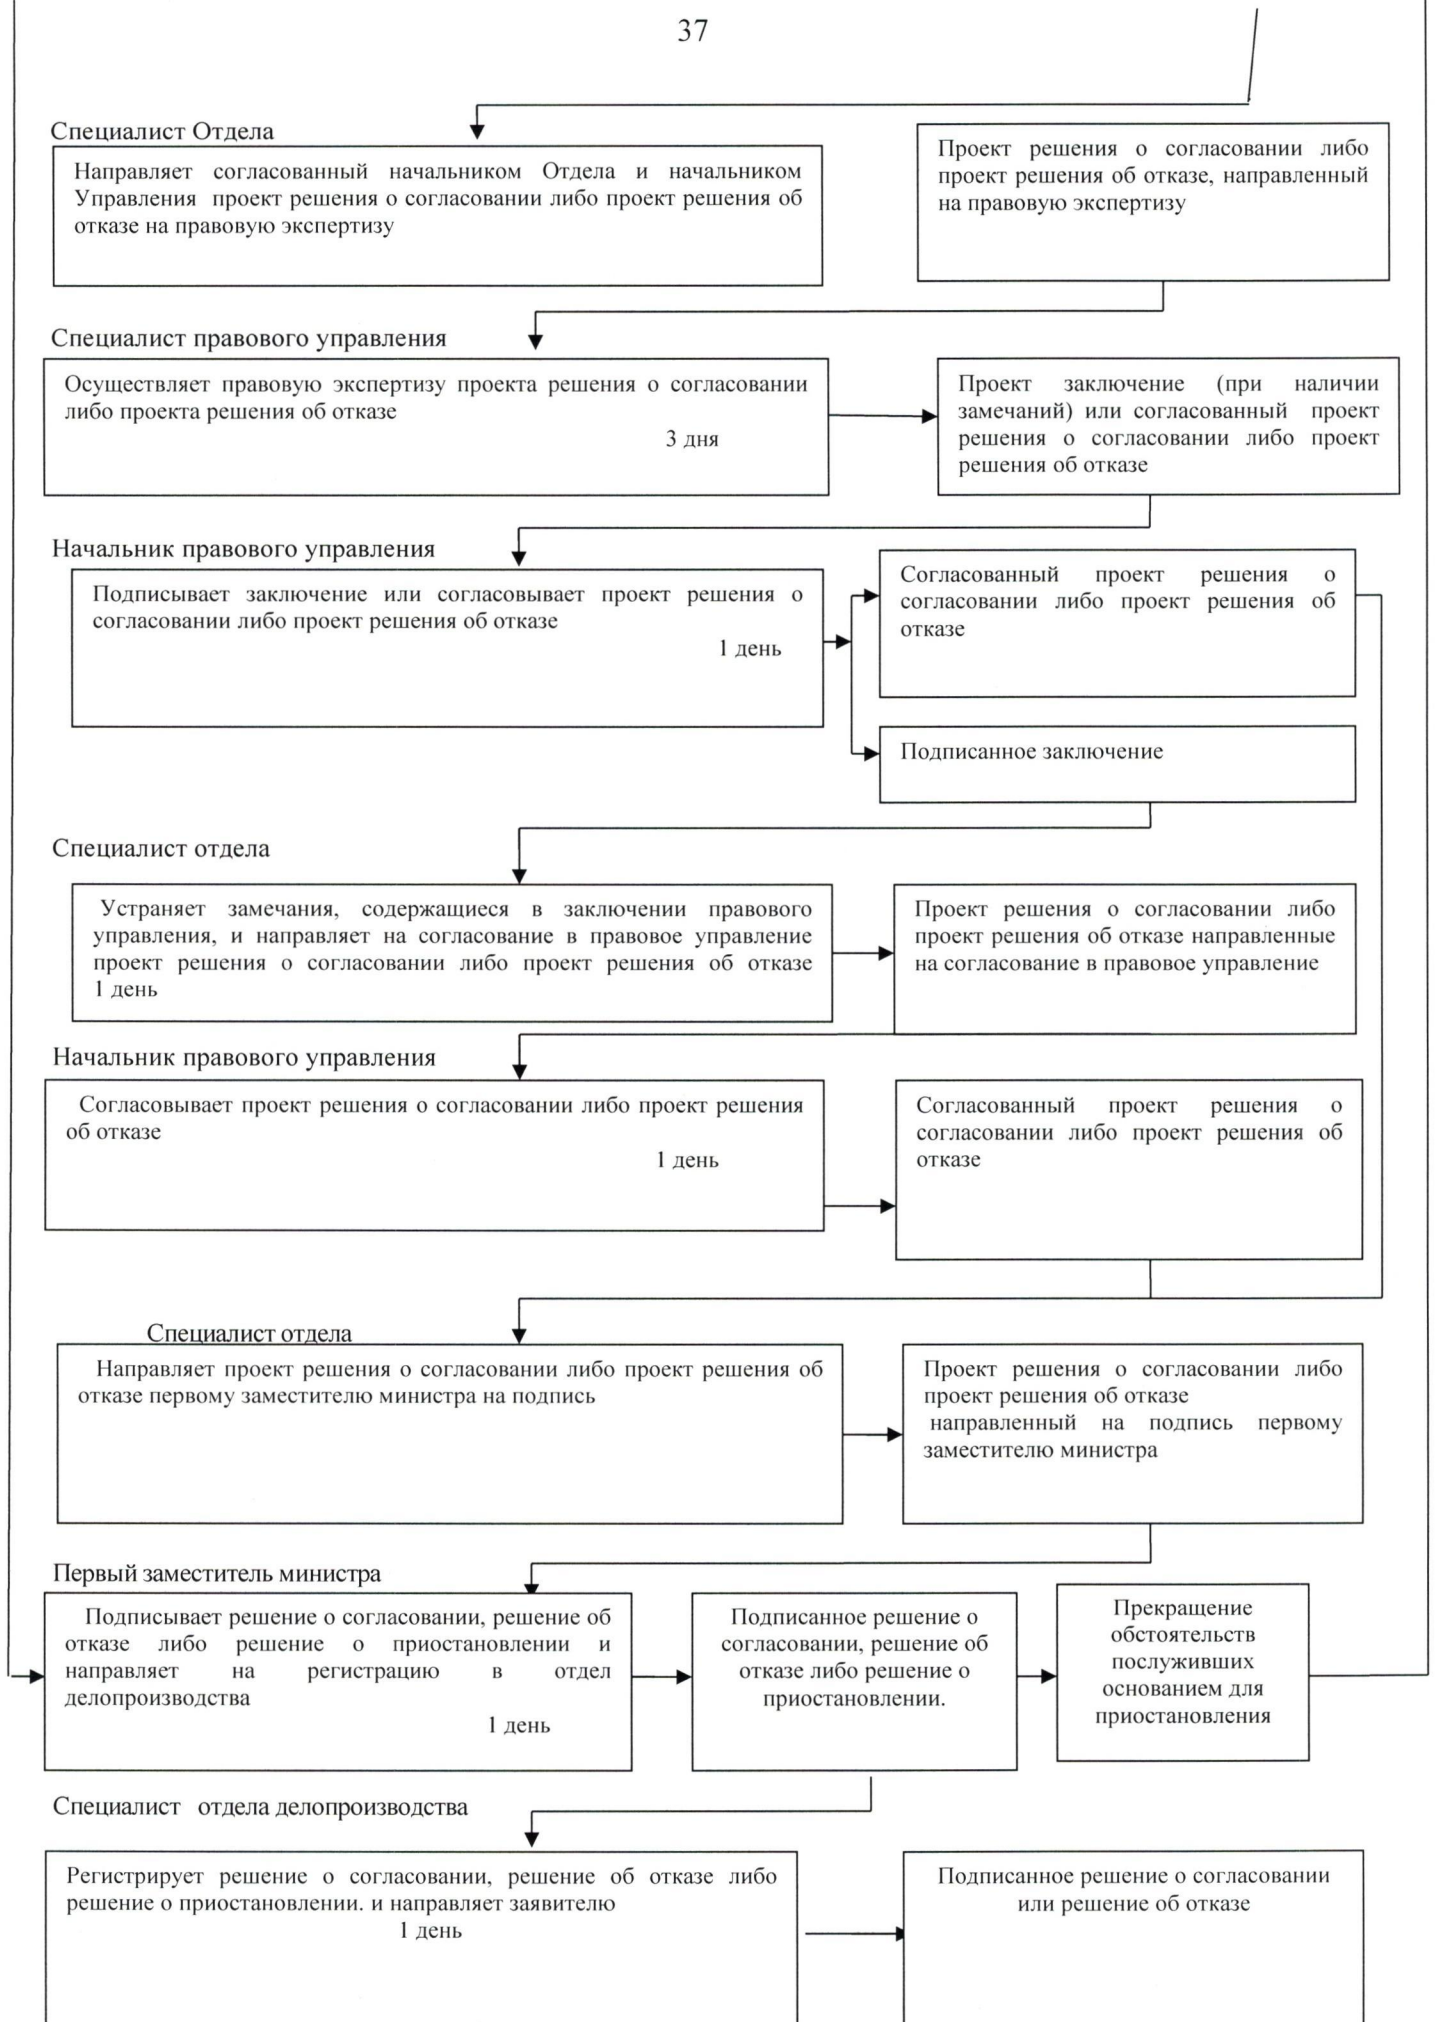 37
Специалист Отдела
Направляет согласованный начальником Отдела и начальником
Управления проект решения о согласовании либо проект решения об
отказе на правовую экспертизу
Проект решения о согласовании либо
проект решения об отказе, направленный
на правовую экспертизу
Специалист правового управления
Осуществляет правовую экспертизу проекта решения о согласовании
либо проекта решения об отказе
3 дня
Проект заключение (при наличии
замечаний) или согласованный проект
решения о согласовании либо проект
решения об отказе
Начальник правового управления
Подписывает заключение или согласовывает проект решения о
согласовании либо проект решения об отказе
1 день
Согласованный проект решения о
согласовании либо проект решения об
отказе
Подписанное заключение
Специалист отдела
Устраняет замечания, содержащиеся в заключении правового
управления, и направляет на согласование в правовое управление
проект решения о согласовании либо проект решения об отказе
1 день
Проект решения о согласовании либо
проект решения об отказе направленные
на согласование в правовое управление
Начальник правового управления
Согласовывает проект решения о согласовании либо проект решения
об отказе
1 день
Согласованный проект решения о
согласовании либо проект решения об
отказе
Специалист отдела
Направляет проект решения о согласовании либо проект решения об
отказе первому заместителю министра на подпись
Проект решения о согласовании либо
проект решения об отказе
направленный на подпись первому
заместителю министра
Первый заместитель министра
Подписывает решение о согласовании, решение об
отказе либо решение о приостановлении и
направляет на регистрацию в отдел
делопроизводства
1 день
Подписанное решение о
согласовании, решение об
отказе либо решение о
приостановлении.
Прекращение
обстоятельств
послуживших
основанием для
приостановления
Специалист отдела делопроизводства
Регистрирует решение о согласовании, решение об отказе либо
решение о приостановлении. и направляет заявителю
1 день
Подписанное решение о согласовании
или решение об отказе